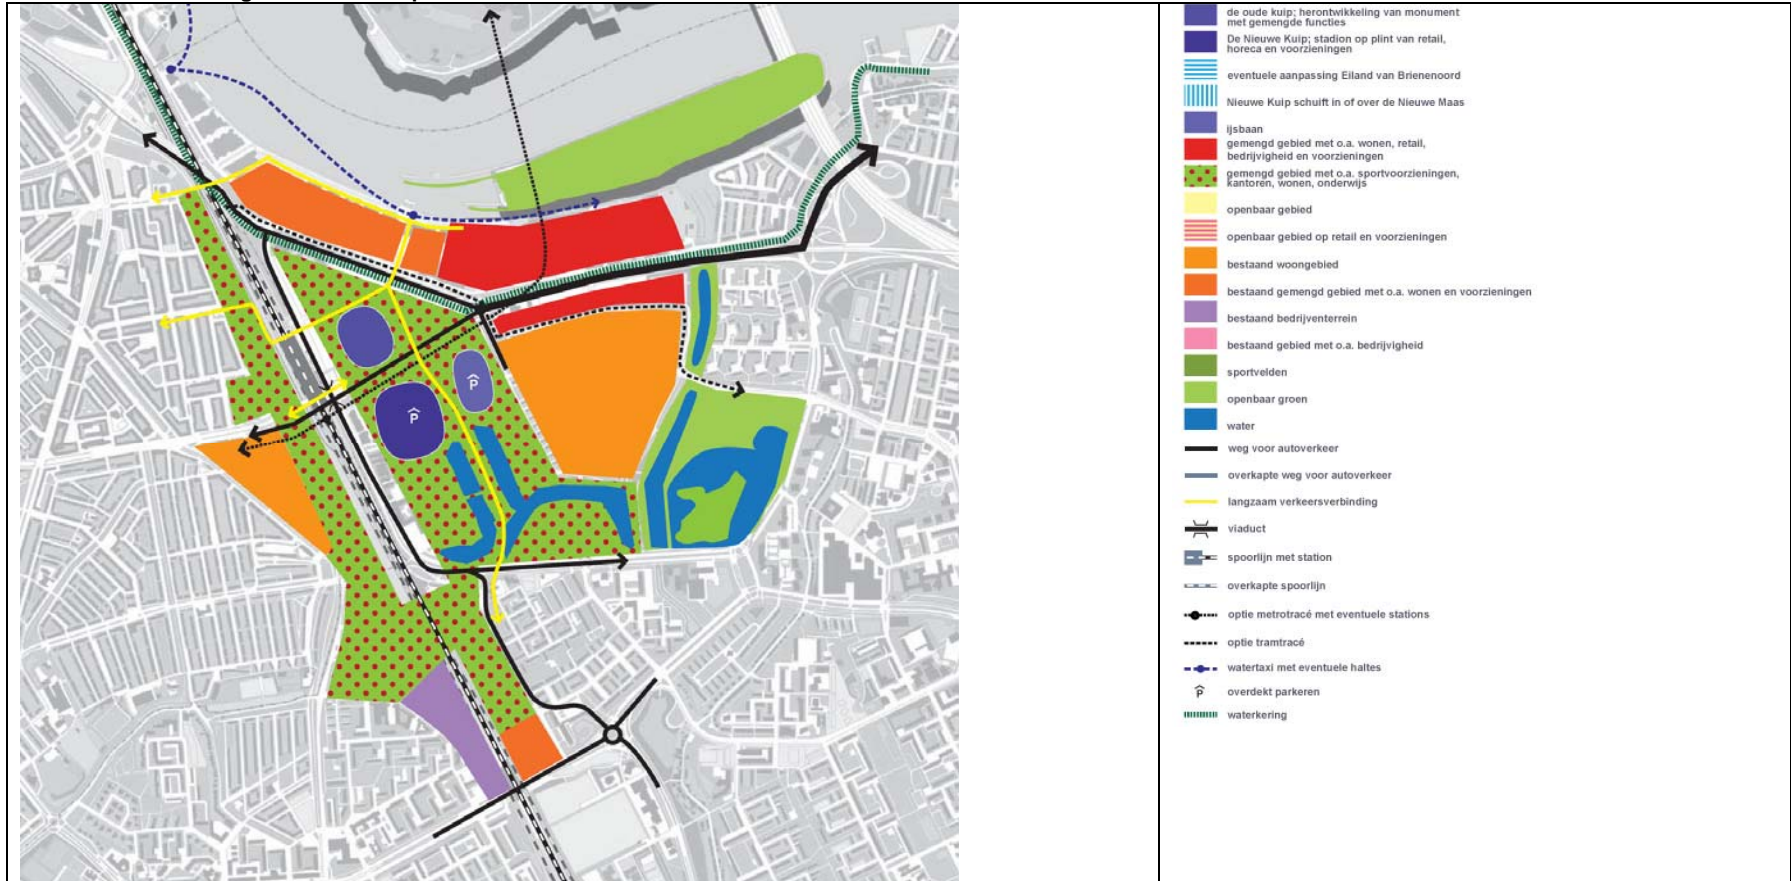 de oude kuip; herontwikkeling van monument
met gemengde functies
De Nieuwe Kuip; stadion op plint van retail,
horeca en voorzieningen
eventuele aanpassing Eiland van Brienenoord
Nieuwe Kuip schuift in of over de Nieuwe Maas
ijsbaan
gemengd gebied met o.a. wonen, retail,
bedrijvigheid en voorzieningen
gemengd gebied met o.a. sportvoorzieningen,
kantoren, wonen, onderwijs
openbaar gebied
openbaar gebied op retail en voorzieningen
bestaand woongebied
bestaand gemengd gebied met o.a. wonen en voorzieningen
bestaand bedrijventerrein
bestaand gebied met o.a. bedrijvigheid
sportvelden
openbaar groen
water
weg voor autoverkeer
overkapte weg voor autoverkeer
langzaam verkeersverbinding
viaduct
spoorlijn met station
overkapte spoorlijn
optie metrotracé met eventuele stations
optie tramtracé
watertaxi met eventuele haltes
P overdekt parkeren
waterkering
P
P